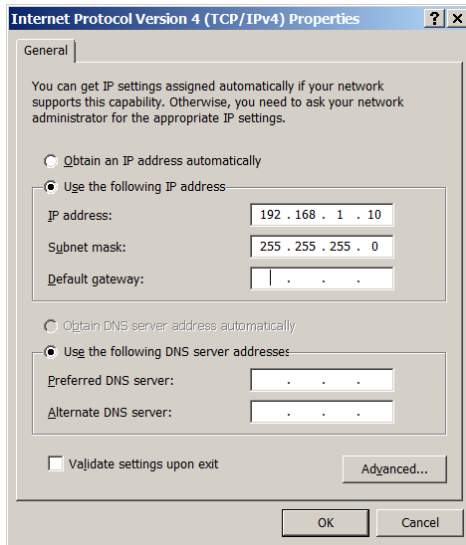 Internet Protocol Version 4 (TCP/IPv4) Properties ? x
General
You can get IP settings assigned automatically if your network
supports this capability. Otherwise, you need to ask your network
administrator for the appropriate IP settings.
Obtain an IP address automatically
Use the following IP address
IP address: 192 . 168 . 1 . 10
Subnet mask: 255 . 255 . 255 . 0
Default gateway: . . .
Obtain DNS server address automatically
Use the following DNS server addresses
Preferred DNS server: . . .
Alternate DNS server: . . .
Validate settings upon exit
Advanced...
OK Cancel